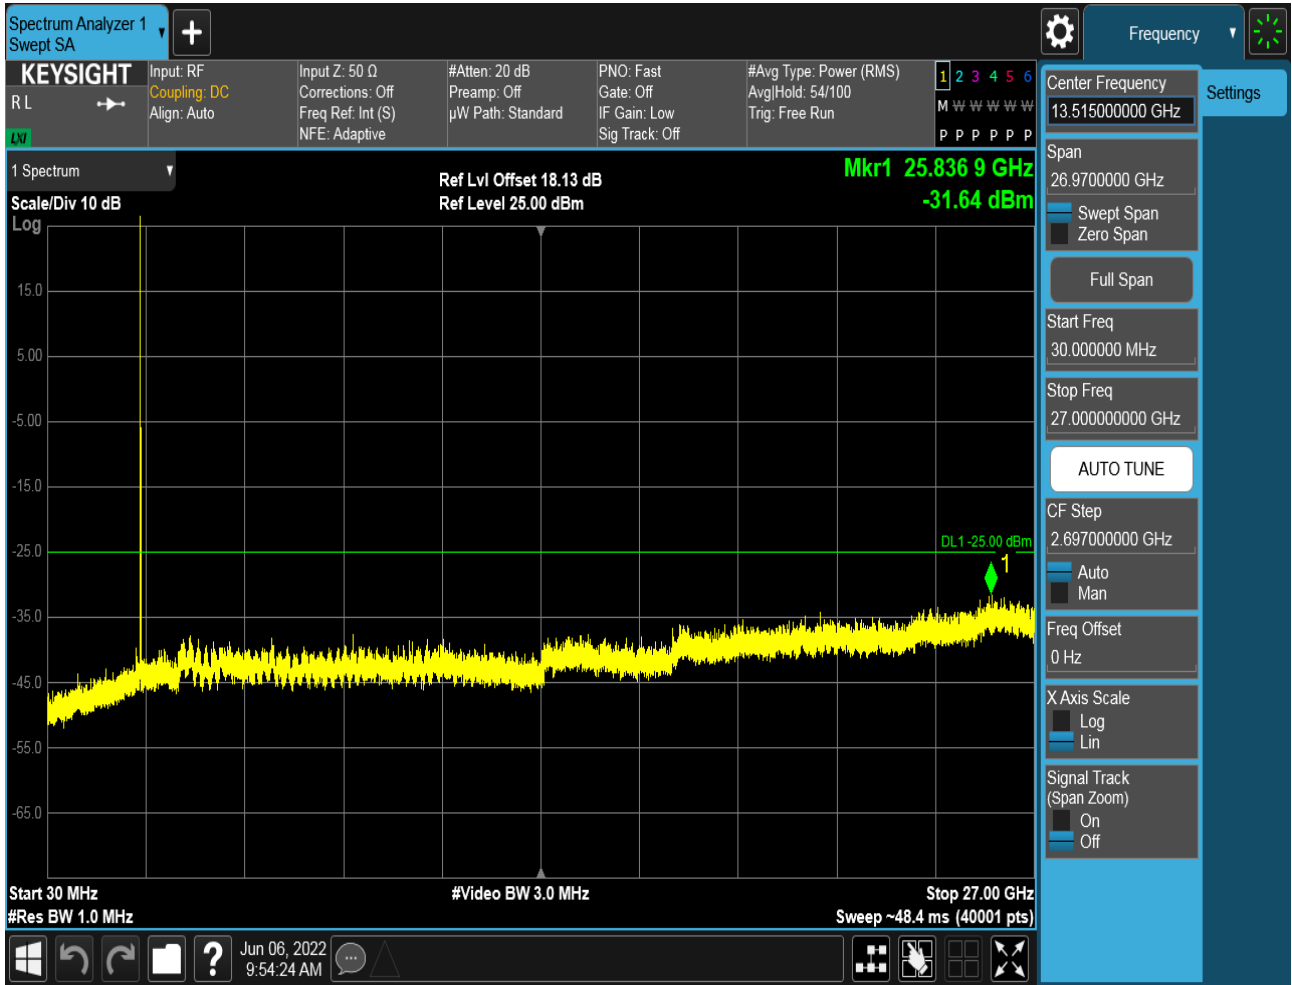 Spectrum Analyzer 1
Swept SA
Frequency
KEYSIGHT
R L
LXI
Input: RF
Coupling: DC
Align: Auto
Input Z: 50 Ω
Corrections: Off
Freq Ref: Int (S)
NFE: Adaptive
#Atten: 20 dB
Preamp: Off
µW Path: Standard
PNO: Fast
Gate: Off
IF Gain: Low
Sig Track: Off
#Avg Type: Power (RMS)
Avg|Hold: 54/100
Trig: Free Run
1 2 3 4 5 6
M W W W W W
P P P P P P
1 Spectrum
Scale/Div 10 dB
Log
Ref Lvl Offset 18.13 dB
Ref Level 25.00 dBm
Mkr1 25.836 9 GHz
-31.64 dBm
15.0
5.00
-5.00
-15.0
-25.0
-35.0
-45.0
-55.0
-65.0
DL1 -25.00 dBm
1
Start 30 MHz
#Res BW 1.0 MHz
#Video BW 3.0 MHz
Stop 27.00 GHz
Sweep ~48.4 ms (40001 pts)
Center Frequency
13.515000000 GHz
Span
26.9700000 GHz
Swept Span
Zero Span
Full Span
Start Freq
30.000000 MHz
Stop Freq
27.000000000 GHz
AUTO TUNE
CF Step
2.697000000 GHz
Auto
Man
Freq Offset
0 Hz
X Axis Scale
Log
Lin
Signal Track
(Span Zoom)
On
Off
Settings
?
Jun 06, 2022
9:54:24 AM